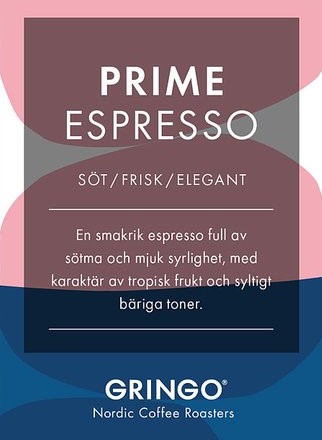 PRIME
ESPRESSO
SÖT/FRISK/ELEGANT
En smakrik espresso full av
sötma och mjuk syrlighet, med
karaktär av tropisk frukt och syltigt
bäriga toner.
GRINGO®
Nordic Coffee Roasters